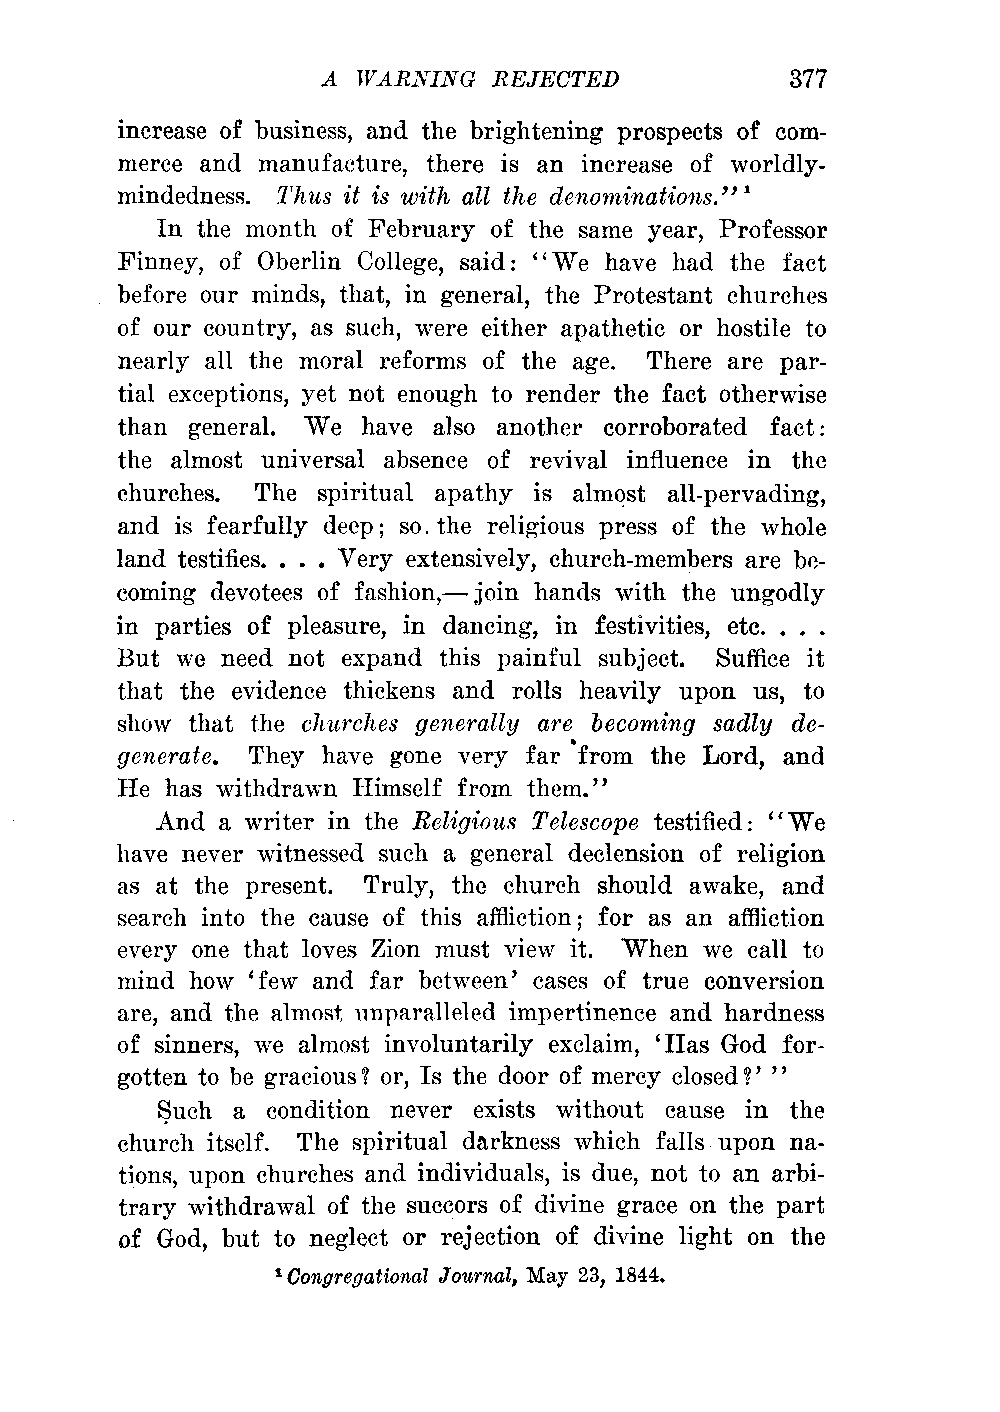 A WARNING REJECTED 377
increase of business, and the brightening prospects of com-
merce and manufacture, there is an increase of worldly-
mindedness. Thus it is with all the denominations.” ¹
In the month of February of the same year, Professor
Finney, of Oberlin College, said: “We have had the fact
before our minds, that, in general, the Protestant churches
of our country, as such, were either apathetic or hostile to
nearly all the moral reforms of the age. There are par-
tial exceptions, yet not enough to render the fact otherwise
than general. We have also another corroborated fact:
the almost universal absence of revival influence in the
churches. The spiritual apathy is almost all-pervading,
and is fearfully deep; so the religious press of the whole
land testifies. . . . Very extensively, church-members are be-
coming devotees of fashion,—join hands with the ungodly
in parties of pleasure, in dancing, in festivities, etc. . . .
But we need not expand this painful subject. Suffice it
that the evidence thickens and rolls heavily upon us, to
show that the churches generally are becoming sadly de-
generate. They have gone very far from the Lord, and
He has withdrawn Himself from them.”
And a writer in the Religious Telescope testified: “We
have never witnessed such a general declension of religion
as at the present. Truly, the church should awake, and
search into the cause of this affliction; for as an affliction
every one that loves Zion must view it. When we call to
mind how ‘few and far between’ cases of true conversion
are, and the almost unparalleled impertinence and hardness
of sinners, we almost involuntarily exclaim, ‘Has God for-
gotten to be gracious? or, Is the door of mercy closed?’ ”
Such a condition never exists without cause in the
church itself. The spiritual darkness which falls upon na-
tions, upon churches and individuals, is due, not to an arbi-
trary withdrawal of the succors of divine grace on the part
of God, but to neglect or rejection of divine light on the
¹ Congregational Journal, May 23, 1844.